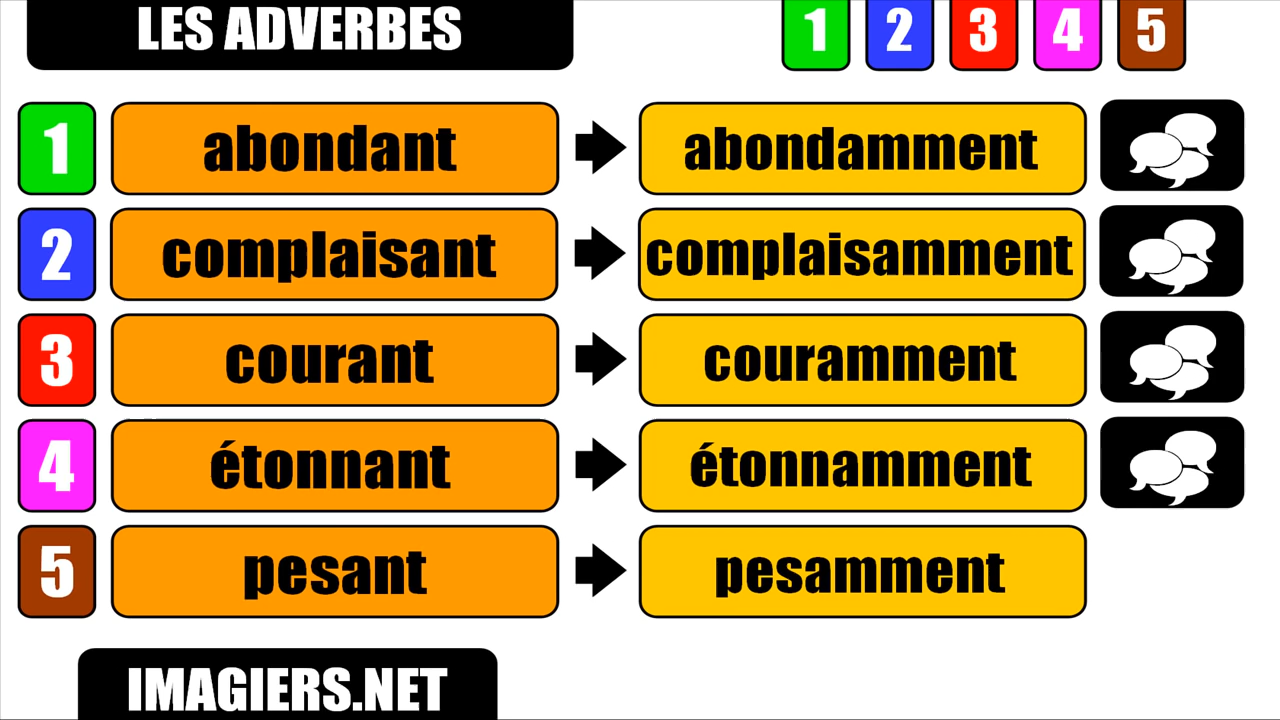 LES ADVERBES
1 2 3 4 5
1 abondant abondamment
2 complaisant complaisamment
3 courant couramment
4 étonnant étonnamment
5 pesant pesamment
IMAGIERS.NET